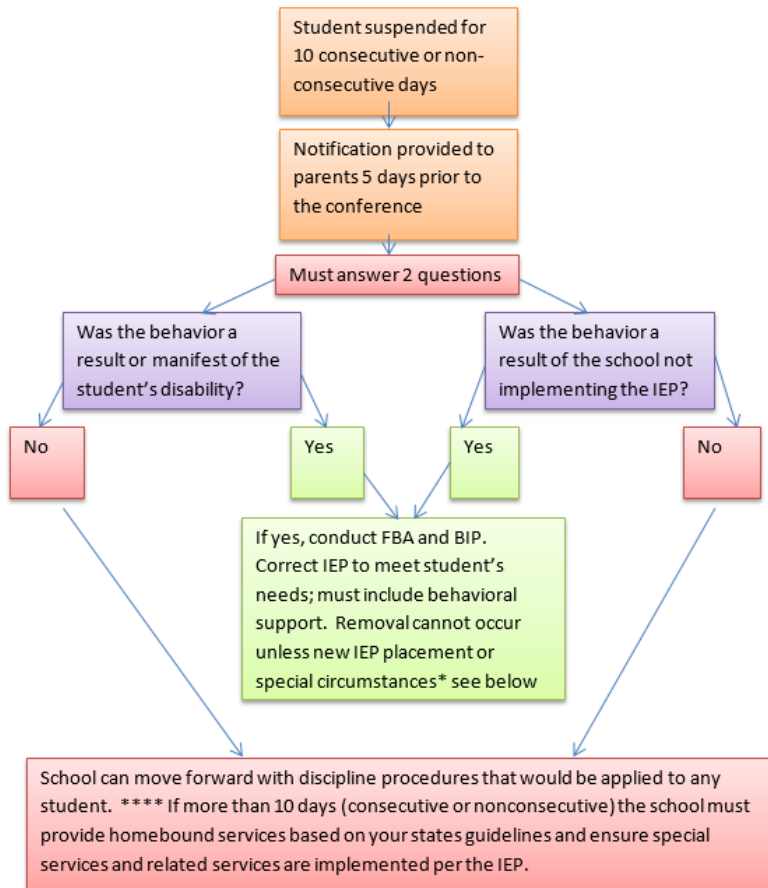 Student suspended for
10 consecutive or non-
consecutive days
Notification provided to
parents 5 days prior to
the conference
Must answer 2 questions
Was the behavior a
result or manifest of the
student's disability?
Was the behavior a
result of the school not
implementing the IEP?
No
Yes
Yes
No
If yes, conduct FBA and BIP.
Correct IEP to meet student's
needs; must include behavioral
support. Removal cannot occur
unless new IEP placement or
special circumstances* see below
School can move forward with discipline procedures that would be applied to any
student. **** If more than 10 days (consecutive or nonconsecutive) the school must
provide homebound services based on your states guidelines and ensure special
services and related services are implemented per the IEP.